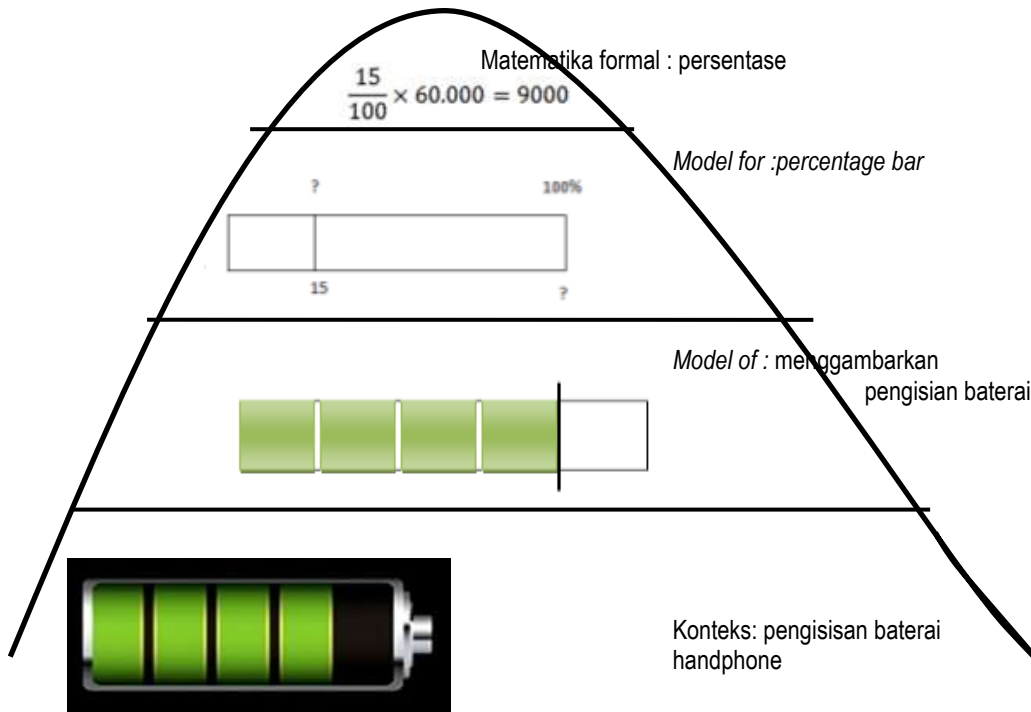 Matematika formal : persentase
15/100 × 60.000 = 9000
Model for :percentage bar
? 100%
15 ?
Model of : menggambarkan
pengisian baterai
Konteks: pengisisan baterai
handphone